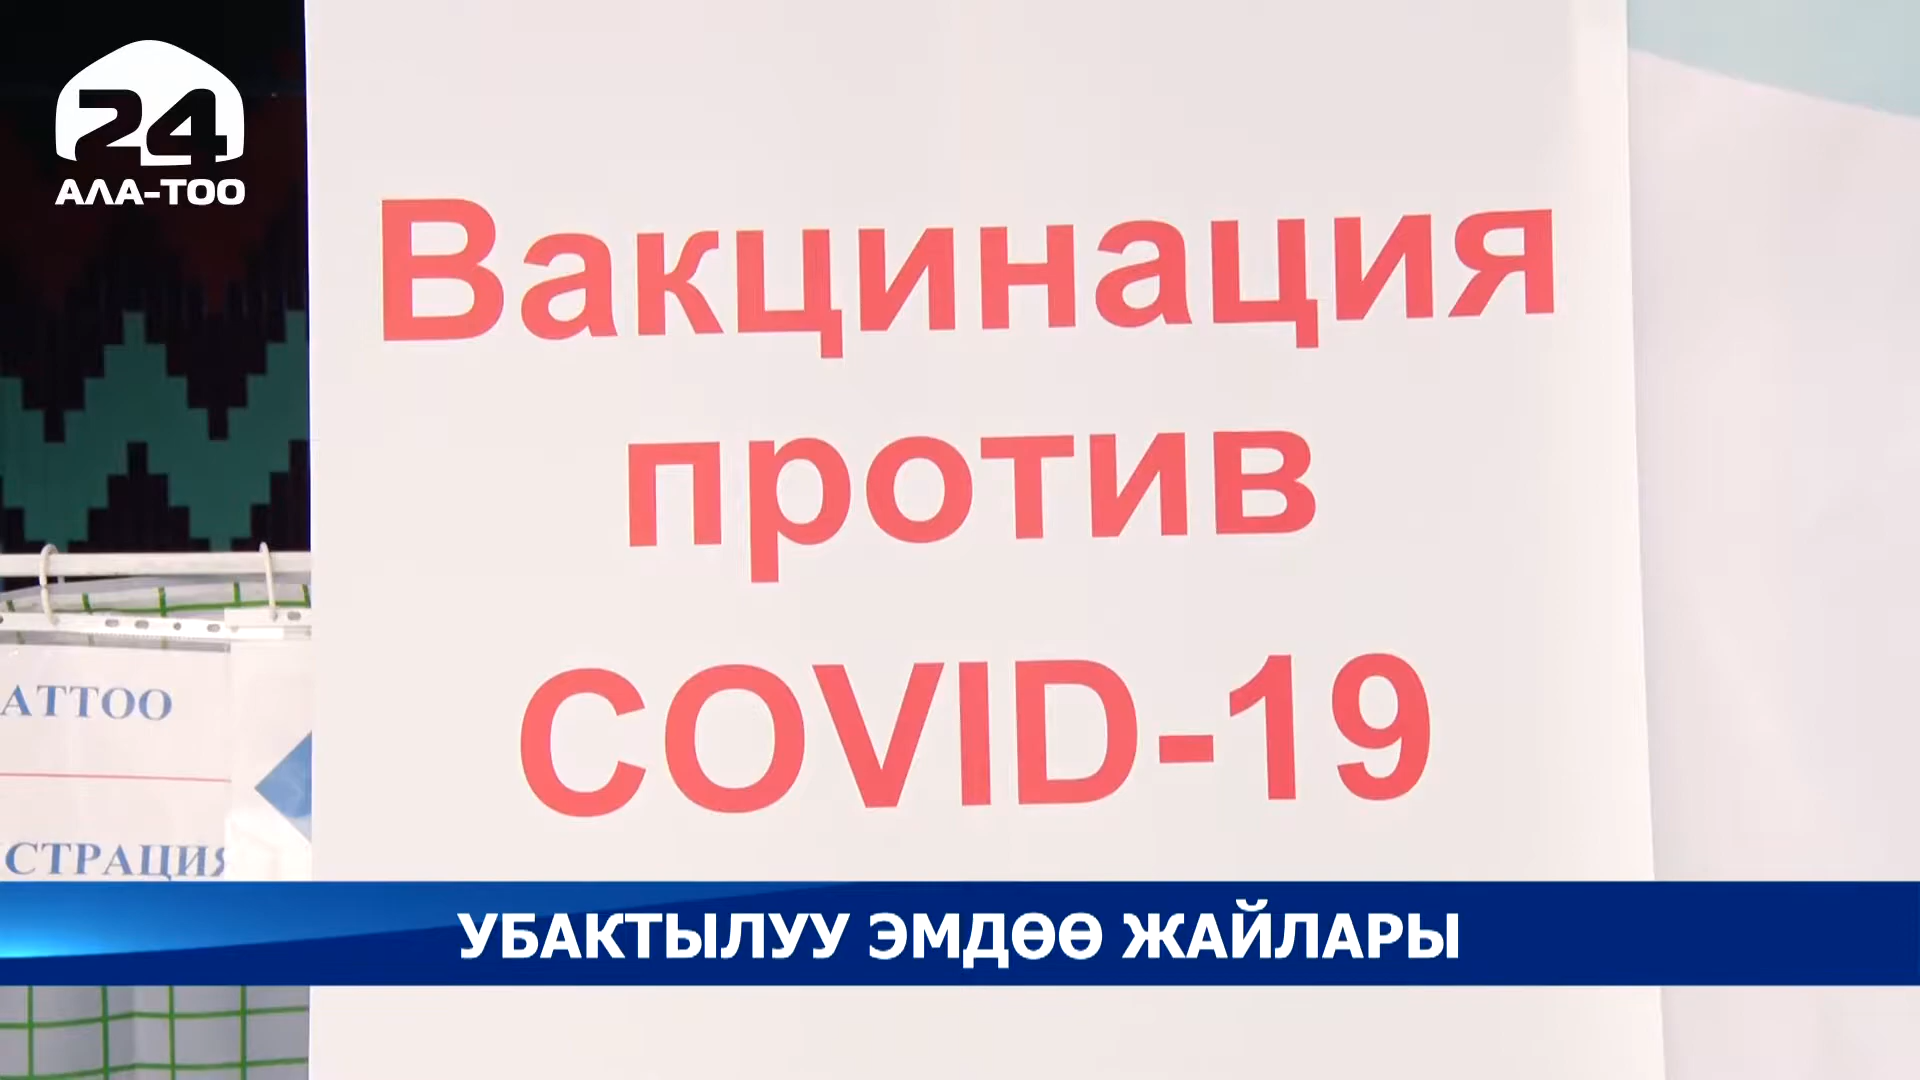 24
АЛА-ТОО
Вакцинация
против
COVID-19
АТТОО
СТРАЦИЯ
УБАКТЫЛУУ ЭМДӨӨ ЖАЙЛАРЫ